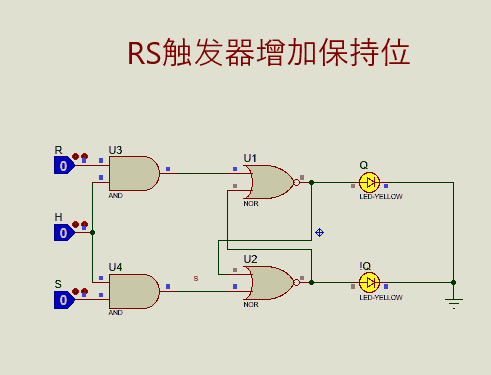 RS触发器增加保持位
R
0
U3
AND
U1
NOR
Q
LED-YELLOW
H
0
S
0
U4
AND
s
U2
NOR
!Q
LED-YELLOW